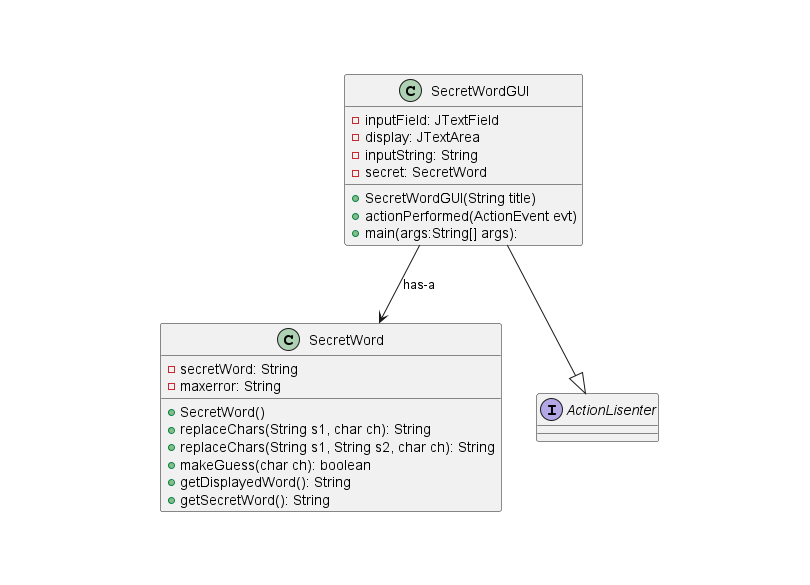 C SecretWordGUI
inputField: JTextField
display: JTextArea
inputString: String
secret: SecretWord
SecretWordGUI(String title)
actionPerformed(ActionEvent evt)
main(args:String[] args):
has-a
C SecretWord
secretWord: String
maxerror: String
SecretWord()
replaceChars(String s1, char ch): String
replaceChars(String s1, String s2, char ch): String
makeGuess(char ch): boolean
getDisplayedWord(): String
getSecretWord(): String
I ActionLisenter